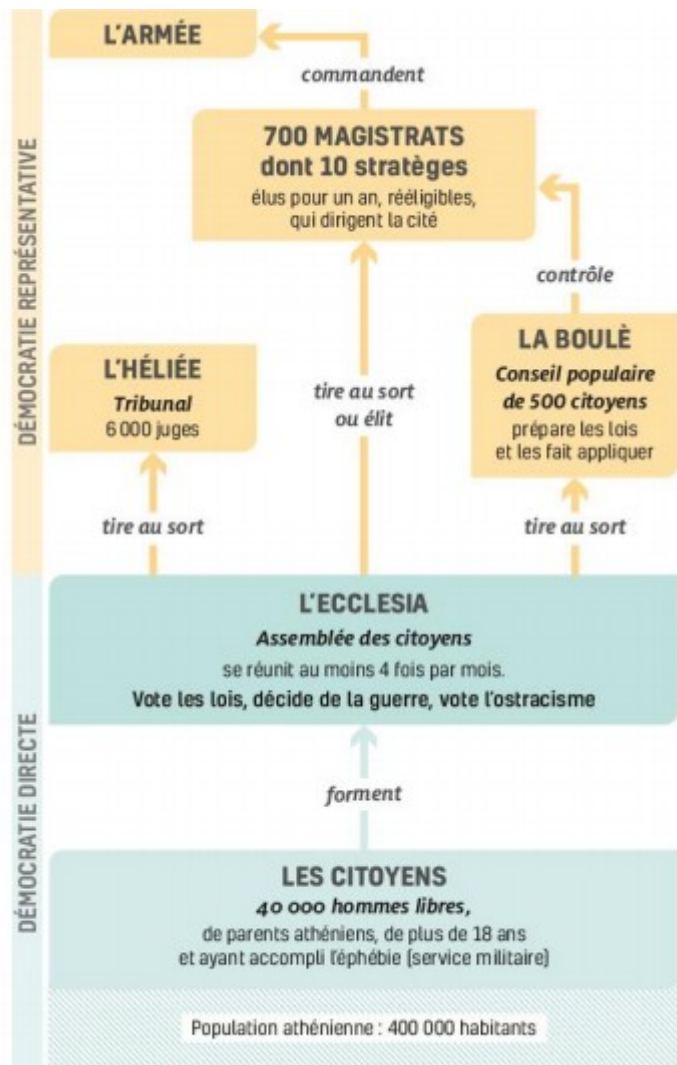 L'ARMÉE
commandent
700 MAGISTRATS
dont 10 stratèges
élus pour un an, rééligibles,
qui dirigent la cité
contrôle
DÉMOCRATIE REPRÉSENTATIVE
L'HÉLIÉE
Tribunal
6 000 juges
tire au sort
ou élit
LA BOULÈ
Conseil populaire
de 500 citoyens
prépare les lois
et les fait appliquer
tire au sort
tire au sort
L'ECCLESIA
Assemblée des citoyens
se réunit au moins 4 fois par mois.
Vote les lois, décide de la guerre, vote l'ostracisme
DÉMOCRATIE DIRECTE
forment
LES CITOYENS
40 000 hommes libres,
de parents athéniens, de plus de 18 ans
et ayant accompli l'éphébie (service militaire)
Population athénienne : 400 000 habitants